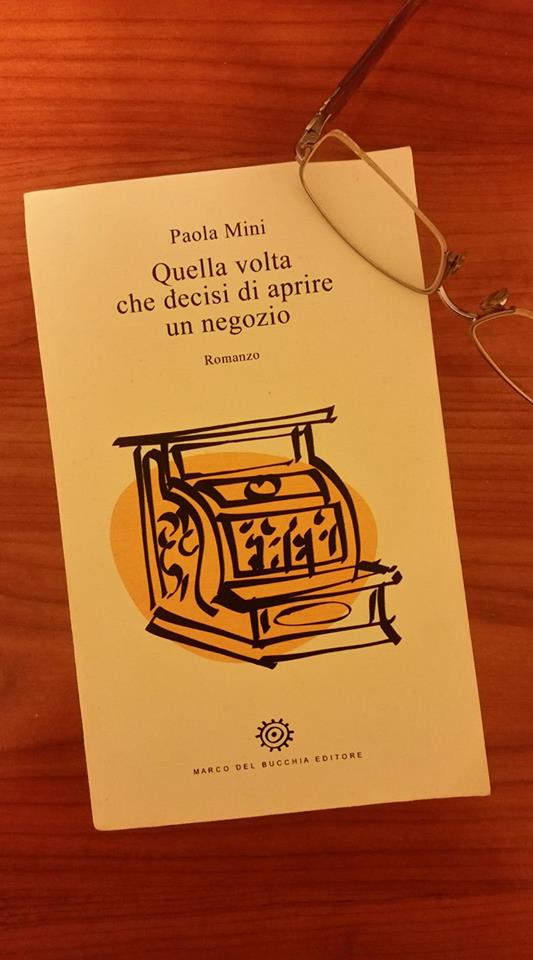 Paola Mini
Quella volta
che decisi di aprire
un negozio
Romanzo
MARCO DEL BUCCHIA EDITORE